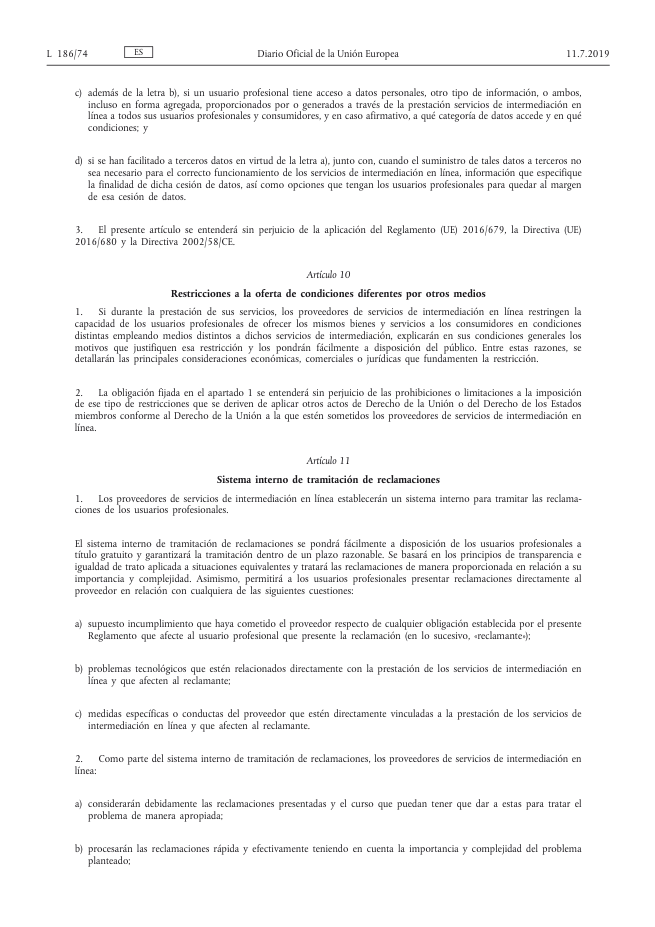 L 186/74
ES
Diario Oficial de la Unión Europea
11.7.2019
c) además de la letra b), si un usuario profesional tiene acceso a datos personales, otro tipo de información, o ambos,
incluso en forma agregada, proporcionados por o generados a través de la prestación servicios de intermediación en
línea a todos sus usuarios profesionales y consumidores, y en caso afirmativo, a qué categoría de datos accede y en qué
condiciones; y
d) si se han facilitado a terceros datos en virtud de la letra a), junto con, cuando el suministro de tales datos a terceros no
sea necesario para el correcto funcionamiento de los servicios de intermediación en línea, información que especifique
la finalidad de dicha cesión de datos, así como opciones que tengan los usuarios profesionales para quedar al margen
de esa cesión de datos.
3. El presente artículo se entenderá sin perjuicio de la aplicación del Reglamento (UE) 2016/679, la Directiva (UE)
2016/680 y la Directiva 2002/58/CE.
Artículo 10
Restricciones a la oferta de condiciones diferentes por otros medios
1. Si durante la prestación de sus servicios, los proveedores de servicios de intermediación en línea restringen la
capacidad de los usuarios profesionales de ofrecer los mismos bienes y servicios a los consumidores en condiciones
distintas empleando medios distintos a dichos servicios de intermediación, explicarán en sus condiciones generales los
motivos que justifiquen esa restricción y los pondrán fácilmente a disposición del público. Entre estas razones, se
detallarán las principales consideraciones económicas, comerciales o jurídicas que fundamenten la restricción.
2. La obligación fijada en el apartado 1 se entenderá sin perjuicio de las prohibiciones o limitaciones a la imposición
de ese tipo de restricciones que se deriven de aplicar otros actos de Derecho de la Unión o del Derecho de los Estados
miembros conforme al Derecho de la Unión a la que estén sometidos los proveedores de servicios de intermediación en
línea.
Artículo 11
Sistema interno de tramitación de reclamaciones
1. Los proveedores de servicios de intermediación en línea establecerán un sistema interno para tramitar las reclama-
ciones de los usuarios profesionales.
El sistema interno de tramitación de reclamaciones se pondrá fácilmente a disposición de los usuarios profesionales a
título gratuito y garantizará la tramitación dentro de un plazo razonable. Se basará en los principios de transparencia e
igualdad de trato aplicada a situaciones equivalentes y tratará las reclamaciones de manera proporcionada en relación a su
importancia y complejidad. Asimismo, permitirá a los usuarios profesionales presentar reclamaciones directamente al
proveedor en relación con cualquiera de las siguientes cuestiones:
a) supuesto incumplimiento que haya cometido el proveedor respecto de cualquier obligación establecida por el presente
Reglamento que afecte al usuario profesional que presente la reclamación (en lo sucesivo, «reclamante»);
b) problemas tecnológicos que estén relacionados directamente con la prestación de los servicios de intermediación en
línea y que afecten al reclamante;
c) medidas específicas o conductas del proveedor que estén directamente vinculadas a la prestación de los servicios de
intermediación en línea y que afecten al reclamante.
2. Como parte del sistema interno de tramitación de reclamaciones, los proveedores de servicios de intermediación en
línea:
a) considerarán debidamente las reclamaciones presentadas y el curso que puedan tener que dar a estas para tratar el
problema de manera apropiada;
b) procesarán las reclamaciones rápida y efectivamente teniendo en cuenta la importancia y complejidad del problema
planteado;